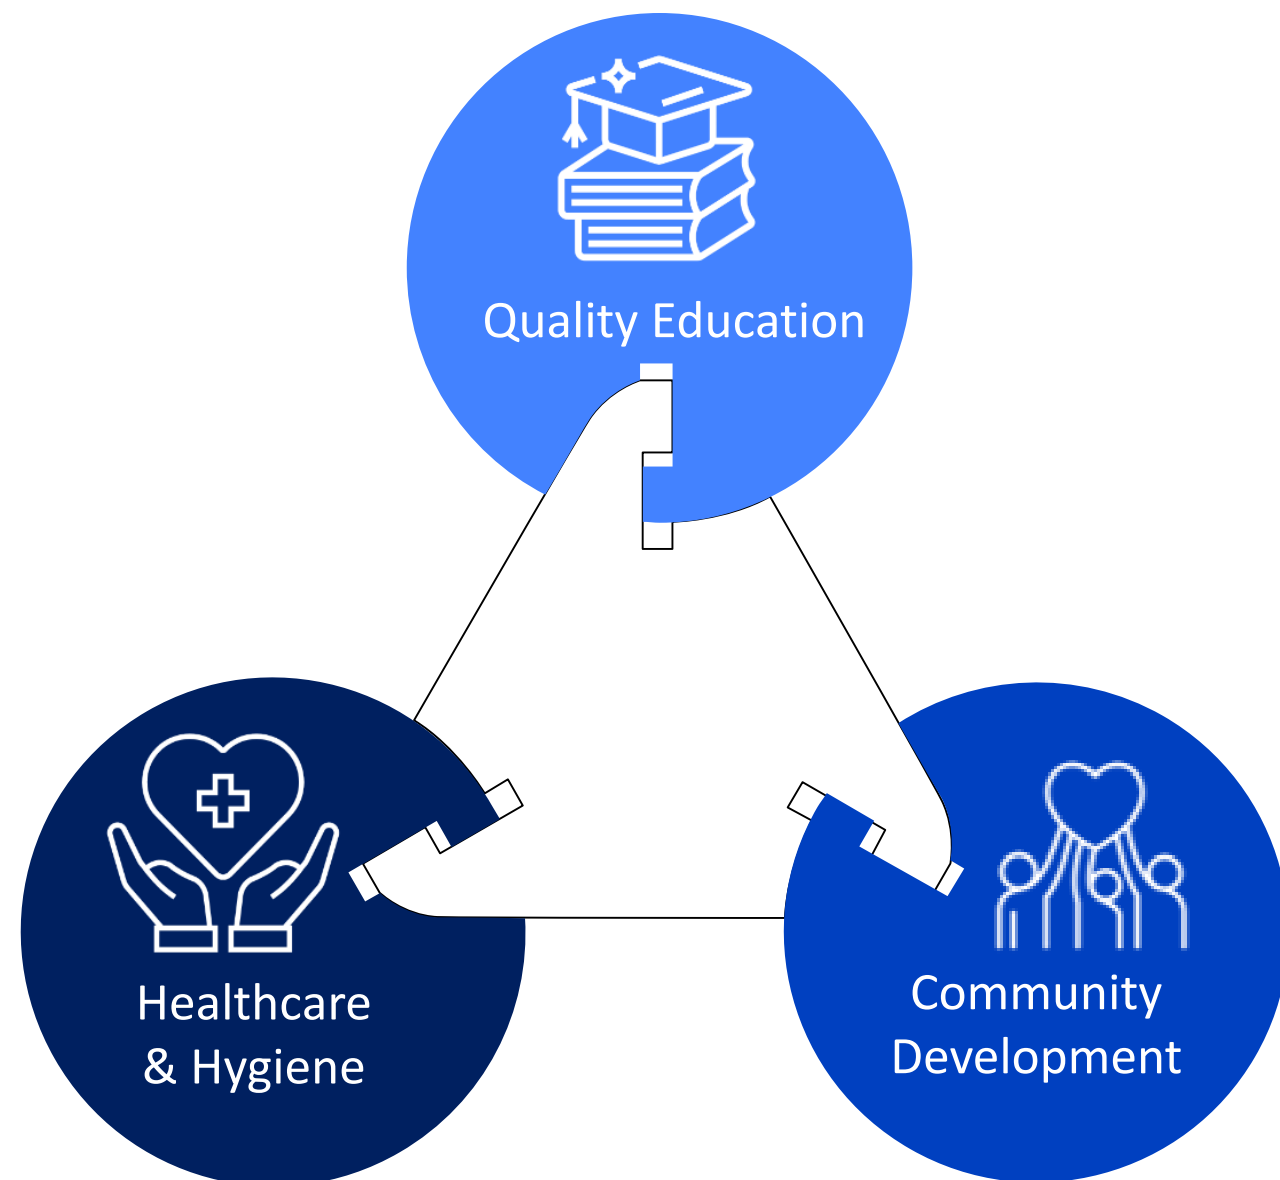 Quality Education
Healthcare
& Hygiene
Community
Development